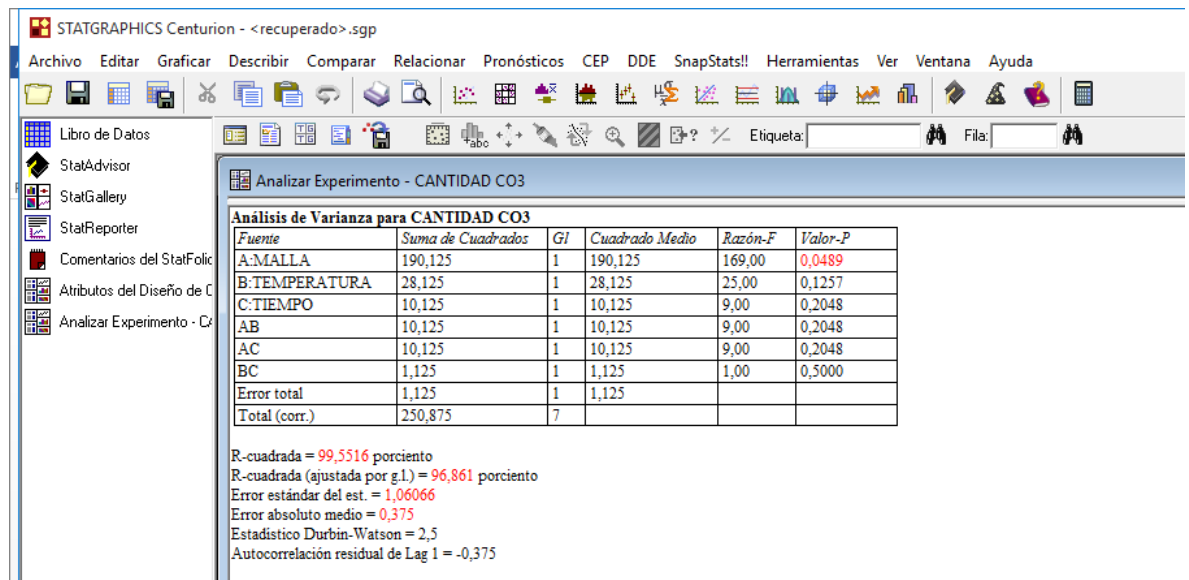 STATGRAPHICS Centurion - <recuperado>.sgp
Archivo Editar Graficar Describir Comparar Relacionar Pronósticos CEP DDE SnapStats!! Herramientas Ver Ventana Ayuda
Etiqueta: Fila:
Libro de Datos
StatAdvisor
StatGallery
StatReporter
Comentarios del StatFolio
Atributos del Diseño de C
Analizar Experimento - CA
Analizar Experimento - CANTIDAD CO3
Análisis de Varianza para CANTIDAD CO3
Fuente Suma de Cuadrados Gl Cuadrado Medio Razón-F Valor-P
A:MALLA 190,125 1 190,125 169,00 0,0489
B:TEMPERATURA 28,125 1 28,125 25,00 0,1257
C:TIEMPO 10,125 1 10,125 9,00 0,2048
AB 10,125 1 10,125 9,00 0,2048
AC 10,125 1 10,125 9,00 0,2048
BC 1,125 1 1,125 1,00 0,5000
Error total 1,125 1 1,125
Total (corr.) 250,875 7
R-cuadrada = 99,5516 porciento
R-cuadrada (ajustada por g.l.) = 96,861 porciento
Error estándar del est. = 1,06066
Error absoluto medio = 0,375
Estadístico Durbin-Watson = 2,5
Autocorrelación residual de Lag 1 = -0,375